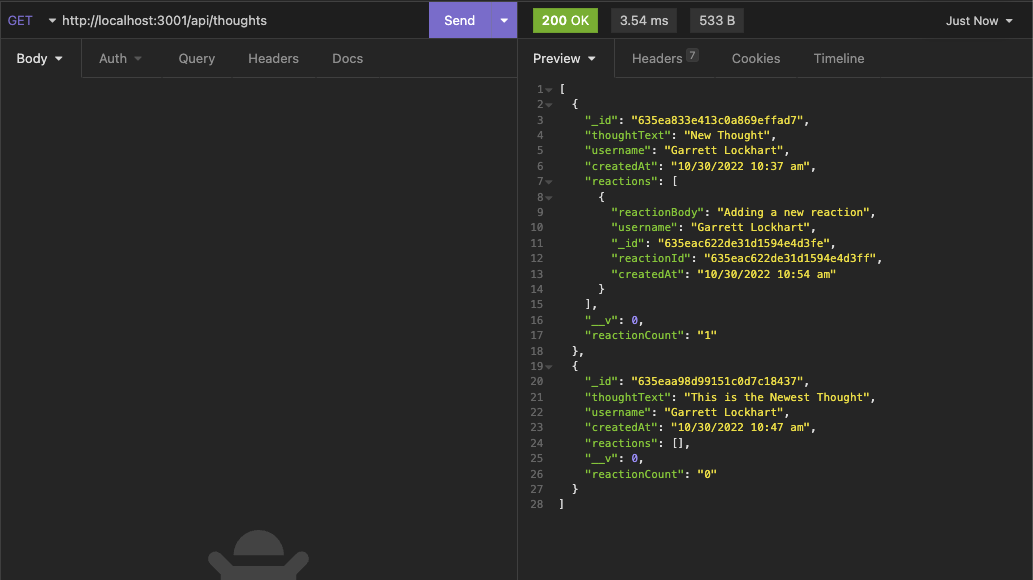 GET http://localhost:3001/api/thoughts Send 200 OK 3.54 ms 533 B Just Now
Body Auth Query Headers Docs Preview Headers 7 Cookies Timeline
1 [
2 {
3 "_id": "635ea833e413c0a869effad7",
4 "thoughtText": "New Thought",
5 "username": "Garrett Lockhart",
6 "createdAt": "10/30/2022 10:37 am",
7 "reactions": [
8 {
9 "reactionBody": "Adding a new reaction",
10 "username": "Garrett Lockhart",
11 "_id": "635eac622de31d1594e4d3fe",
12 "reactionId": "635eac622de31d1594e4d3ff",
13 "createdAt": "10/30/2022 10:54 am"
14 }
15 ],
16 "__v": 0,
17 "reactionCount": "1"
18 },
19 {
20 "_id": "635eaa98d99151c0d7c18437",
21 "thoughtText": "This is the Newest Thought",
22 "username": "Garrett Lockhart",
23 "createdAt": "10/30/2022 10:47 am",
24 "reactions": [],
25 "__v": 0,
26 "reactionCount": "0"
27 }
28 ]